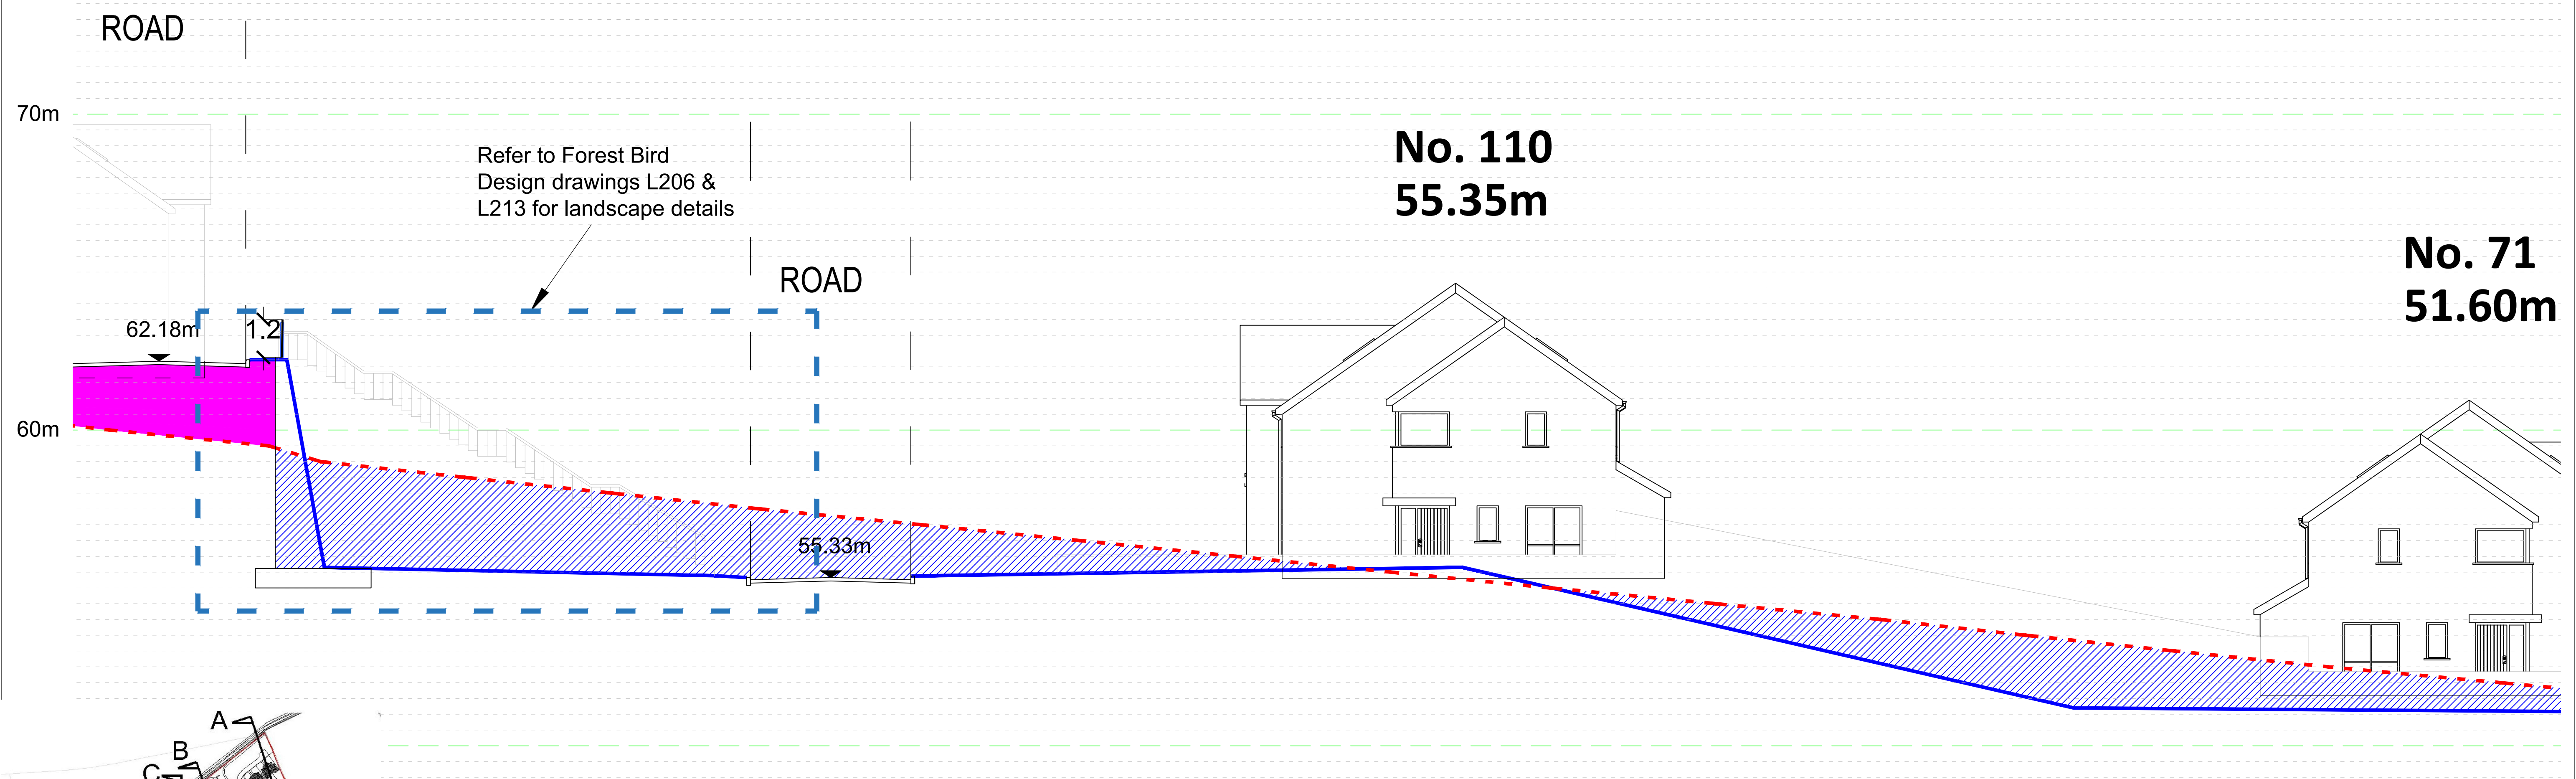 ROAD
70m
Refer to Forest Bird
Design drawings L206 &
L213 for landscape details
No. 110
55.35m
ROAD
No. 71
51.60m
62.18m
1.2
60m
55.33m
A
B
C